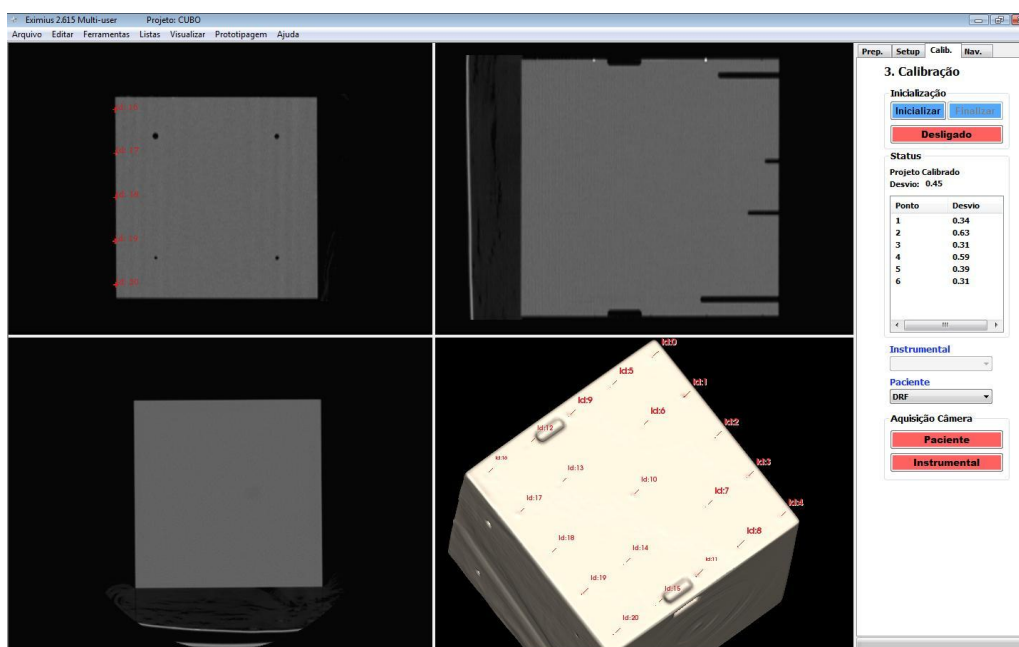 Eximius 2.615 Multi-user Projeto: CUBO
Arquivo Editar Ferramentas Listas Visualizar Prototipagem Ajuda
Prep. Setup Calib. Nav.
3. Calibração
Inicialização
Inicializar Finalizar
Desligado
Status
Projeto Calibrado
Desvio: 0.45
Ponto Desvio
1 0.34
2 0.63
3 0.31
4 0.59
5 0.39
6 0.31
Instrumental
Paciente
DRF
Aquisição Câmera
Paciente
Instrumental
Id:0
Id:5
Id:1
Id:9
Id:6
Id:2
Id:12
Id:16
Id:13
Id:3
Id:10
Id:17
Id:7
Id:4
Id:18
Id:8
Id:14
Id:11
Id:19
Id:15
Id:20